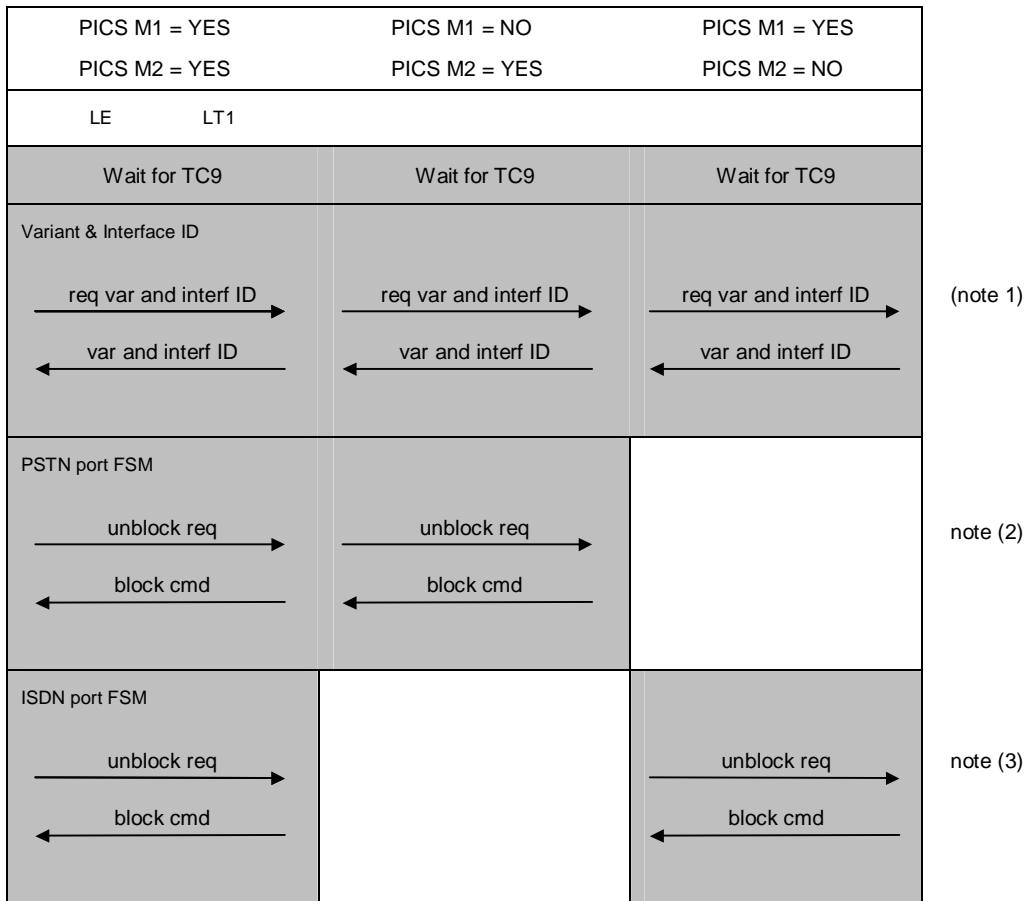 PICS M1 = YES PICS M1 = NO PICS M1 = YES
PICS M2 = YES PICS M2 = YES PICS M2 = NO
LE LT1
Wait for TC9 Wait for TC9 Wait for TC9
Variant & Interface ID
req var and interf ID req var and interf ID req var and interf ID (note 1)
var and interf ID var and interf ID var and interf ID
PSTN port FSM
unblock req unblock req note (2)
block cmd block cmd
ISDN port FSM
unblock req unblock req note (3)
block cmd block cmd